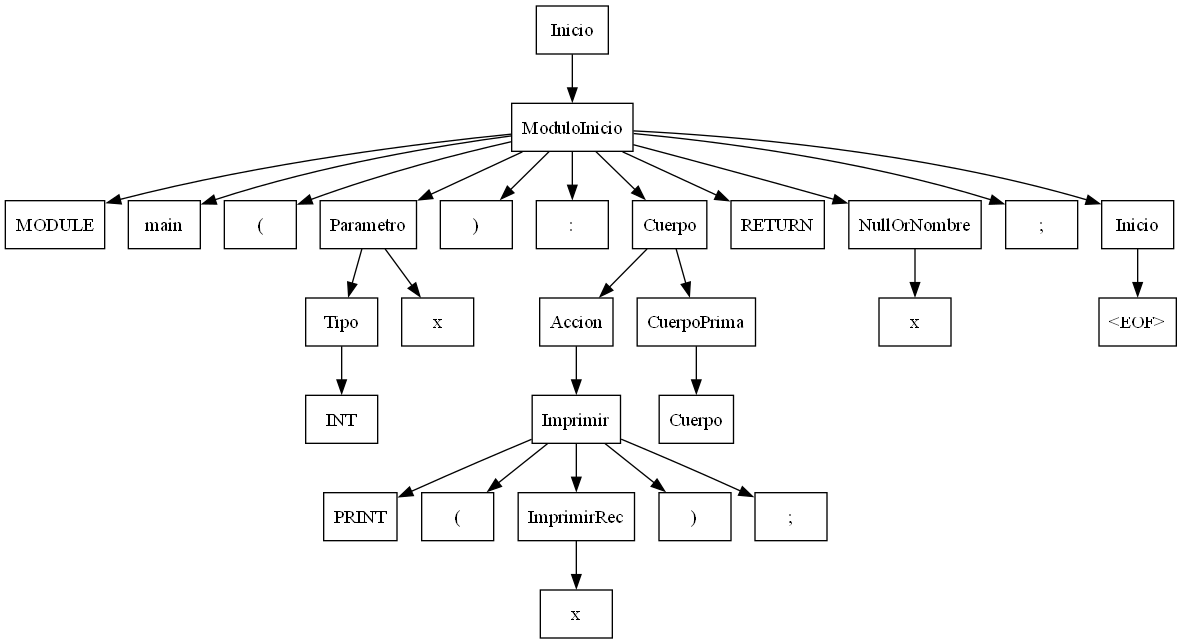 Inicio
ModuloInicio
MODULE main ( Parametro ) : Cuerpo RETURN NullOrNombre ; Inicio
Tipo x Accion CuerpoPrima x <EOF>
INT Imprimir Cuerpo
PRINT ( ImprimirRec ) ;
x